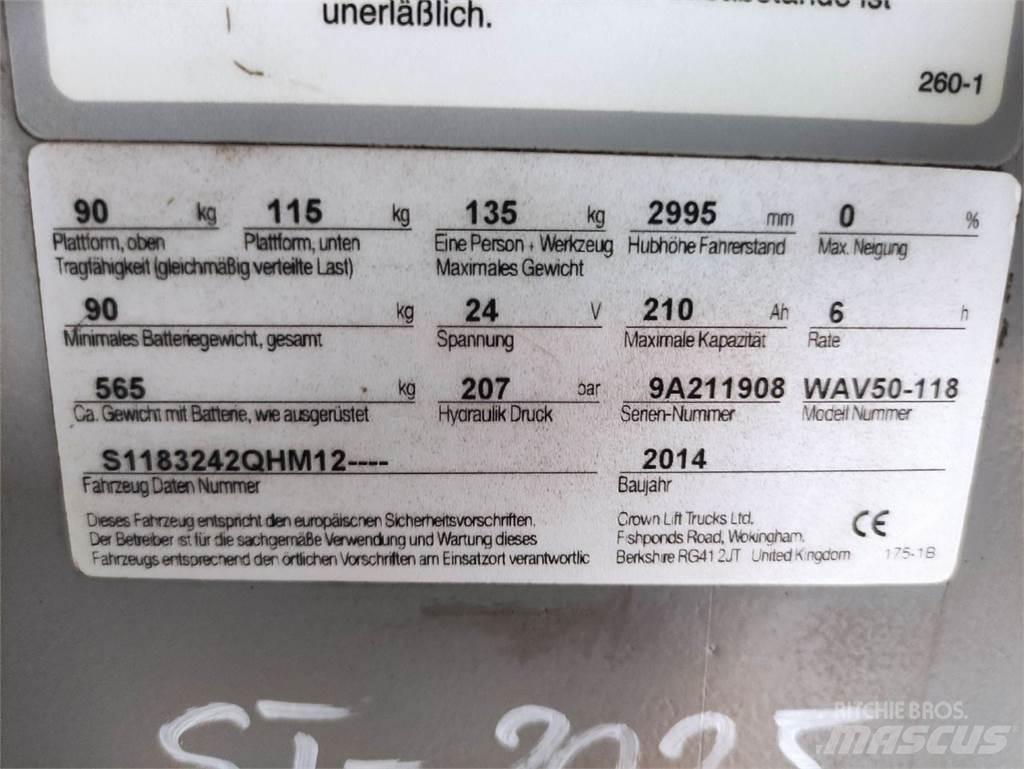 unerläßlich.
ist
260-1
90 kg 115 kg 135 kg 2995 mm 0 %
Plattform, oben Plattform, unten Eine Person + Werkzeug Hubhöhe Fahrerstand Max. Neigung
Tragfähigkeit (gleichmäßig verteilte Last) Maximales Gewicht
90 kg 24 V 210 Ah 6 h
Minimales Batteriegewicht, gesamt Spannung Maximale Kapazität Rate
565 kg 207 bar 9A211908 WAV50-118
Ca. Gewicht mit Batterie, wie ausgerüstet Hydraulik Druck Serien-Nummer Modell Nummer
S1183242QHM12---- 2014
Fahrzeug Daten Nummer Baujahr
Dieses Fahrzeug entspricht den europäischen Sicherheitsvorschriften. Crown Lift Trucks Ltd. CE
Der Betreiber ist für die sachgemäße Verwendung und Wartung dieses Fishponds Road, Wokingham.
Fahrzeugs entsprechend den örtlichen Vorschriften am Einsatzort verantwortlic Berkshire RG41 2JT United Kingdom 175-1B
RITCHIE BROS.
MASCUS